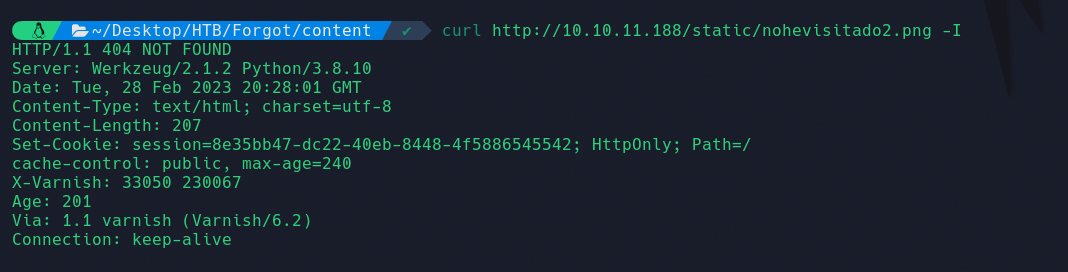 ~/Desktop/HTB/Forgot/content ✔ curl http://10.10.11.188/static/nohevisitado2.png -I
HTTP/1.1 404 NOT FOUND
Server: Werkzeug/2.1.2 Python/3.8.10
Date: Tue, 28 Feb 2023 20:28:01 GMT
Content-Type: text/html; charset=utf-8
Content-Length: 207
Set-Cookie: session=8e35bb47-dc22-40eb-8448-4f5886545542; HttpOnly; Path=/
cache-control: public, max-age=240
X-Varnish: 33050 230067
Age: 201
Via: 1.1 varnish (Varnish/6.2)
Connection: keep-alive